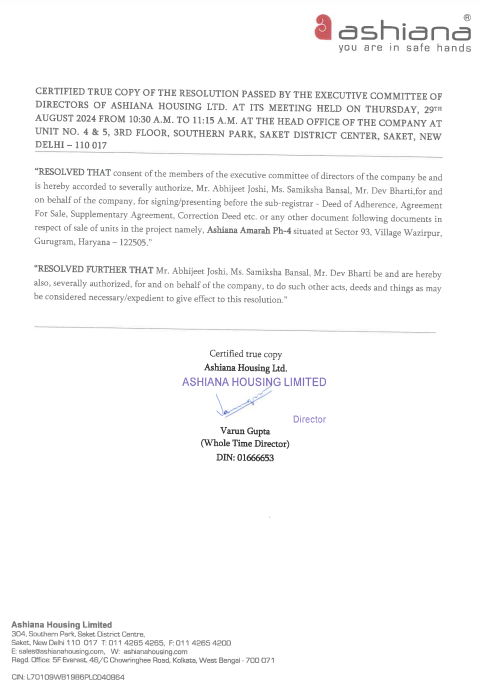 ashiana®
you are in safe hands
CERTIFIED TRUE COPY OF THE RESOLUTION PASSED BY THE EXECUTIVE COMMITTEE OF
DIRECTORS OF ASHIANA HOUSING LTD. AT ITS MEETING HELD ON THURSDAY, 29TH
AUGUST 2024 FROM 10:30 A.M. TO 11:15 A.M. AT THE HEAD OFFICE OF THE COMPANY AT
UNIT NO. 4 & 5, 3RD FLOOR, SOUTHERN PARK, SAKET DISTRICT CENTER, SAKET, NEW
DELHI – 110 017
"RESOLVED THAT consent of the members of the executive committee of directors of the company be and
is hereby accorded to severally authorize, Mr. Abhijeet Joshi, Ms. Samiksha Bansal, Mr. Dev Bharti,for and
on behalf of the company, for signing/presenting before the sub-registrar - Deed of Adherence, Agreement
For Sale, Supplementary Agreement, Correction Deed etc. or any other document following documents in
respect of sale of units in the project namely, Ashiana Amarah Ph-4 situated at Sector 93, Village Wazirpur,
Gurugram, Haryana – 122505."
"RESOLVED FURTHER THAT Mr. Abhijeet Joshi, Ms. Samiksha Bansal, Mr. Dev Bharti be and are hereby
also, severally authorized, for and on behalf of the company, to do such other acts, deeds and things as may
be considered necessary/expedient to give effect to this resolution."
Certified true copy
Ashiana Housing Ltd.
ASHIANA HOUSING LIMITED
Director
Varun Gupta
(Whole Time Director)
DIN: 01666653
Ashiana Housing Limited
304, Southern Park, Saket District Centre,
Saket, New Delhi 110 017 T: 011 4265 4265, F: 011 4265 4200
E: sales@ashianahousing.com, W: ashianahousing.com
Regd. Office: 5F Everest, 46/C Chowringhee Road, Kolkata, West Bengal - 700 071
CIN: L70109WB1986PLC040864